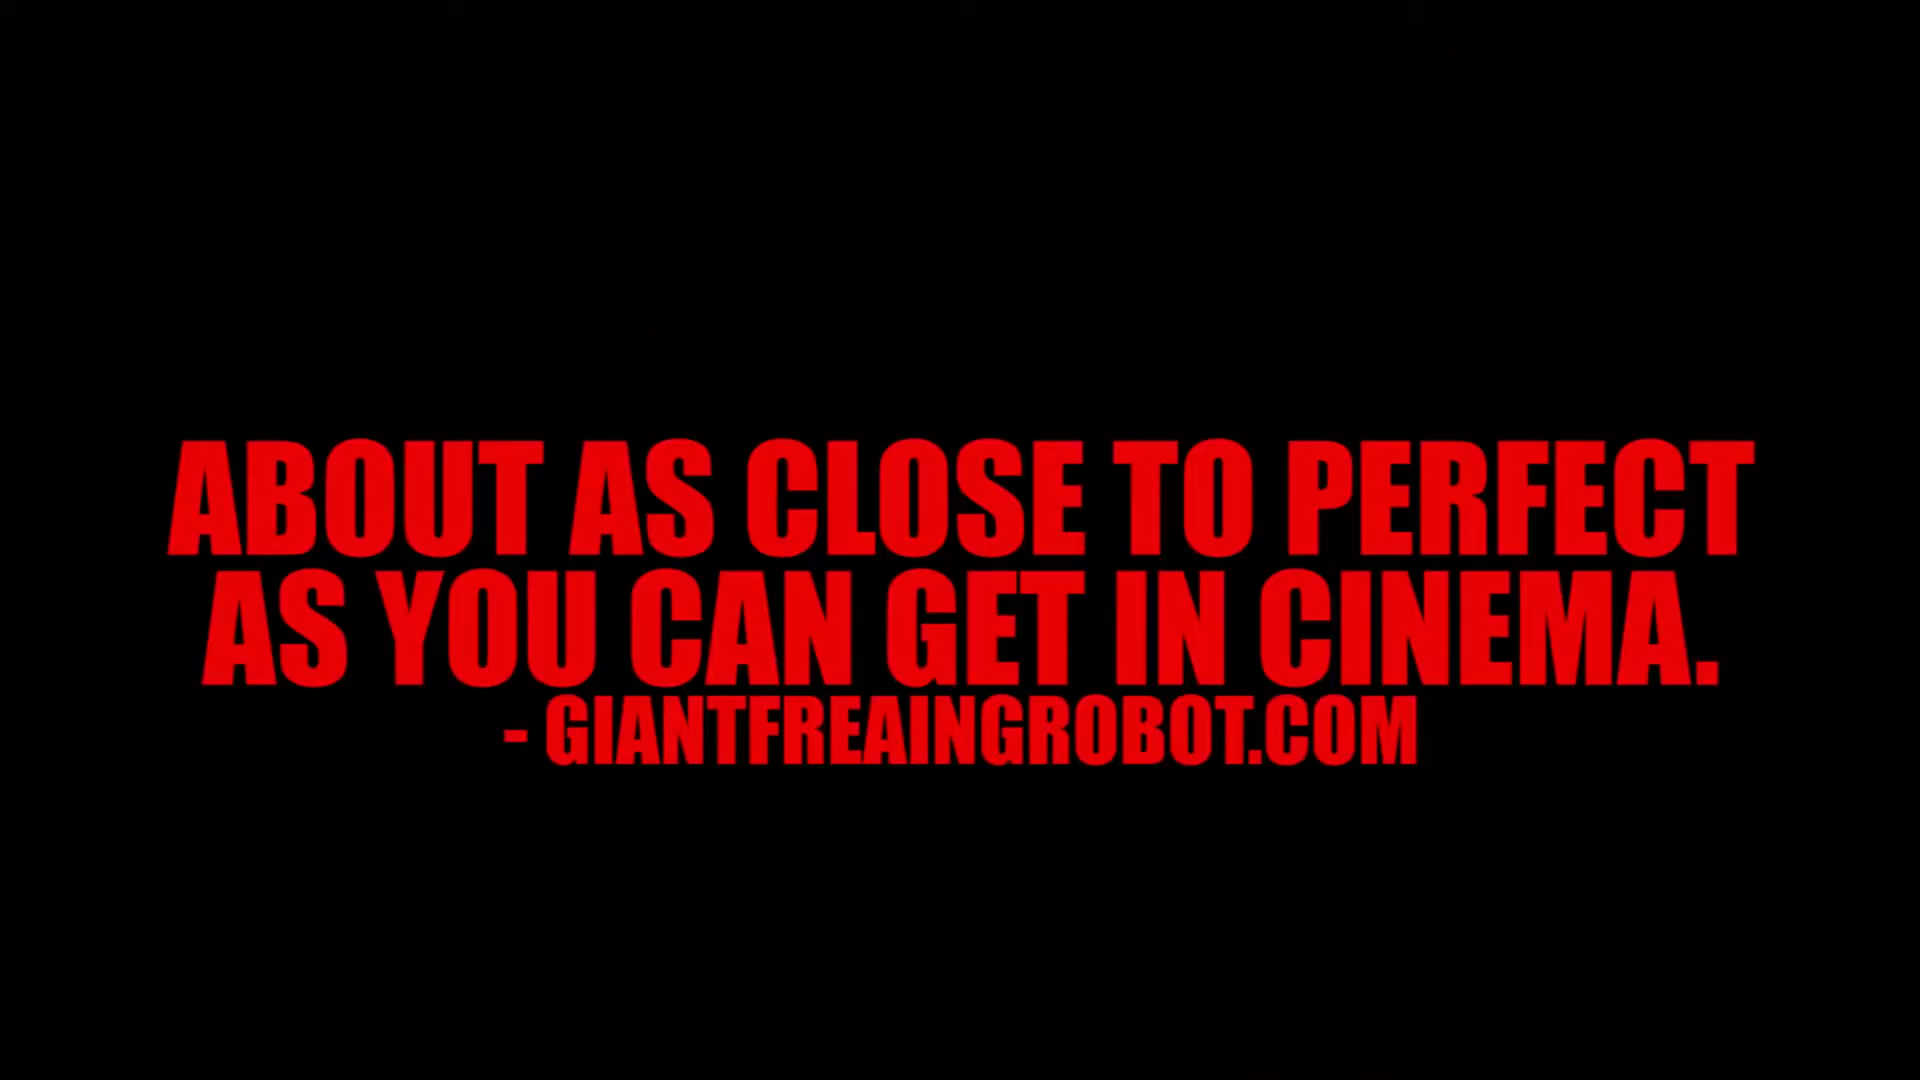 ABOUT AS CLOSE TO PERFECT
AS YOU CAN GET IN CINEMA.
- GIANTFREAINGROBOT.COM